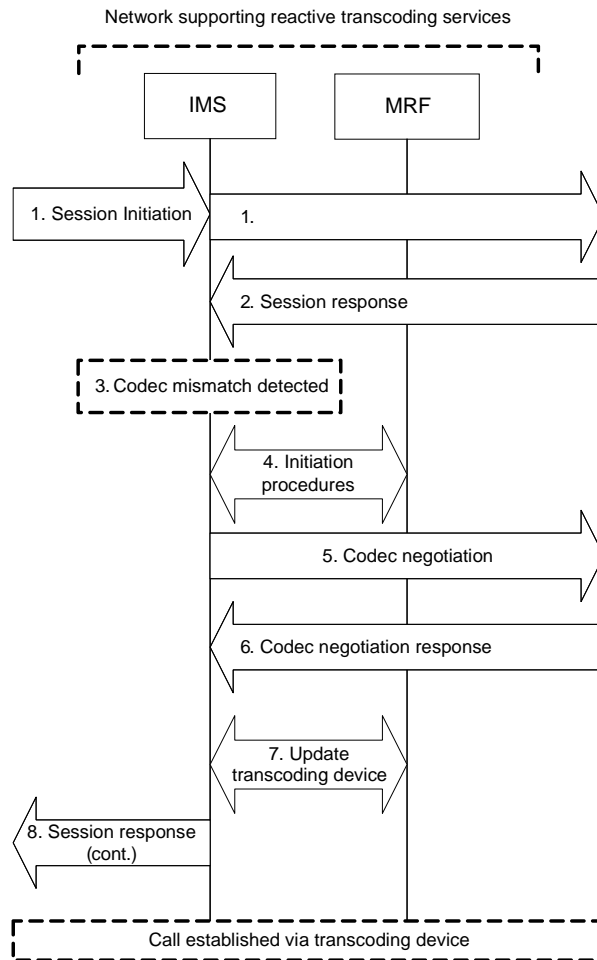 Network supporting reactive transcoding services
IMS
MRF
1. Session Initiation
1.
2. Session response
3. Codec mismatch detected
4. Initiation
procedures
5. Codec negotiation
6. Codec negotiation response
7. Update
transcoding device
8. Session response
(cont.)
Call established via transcoding device